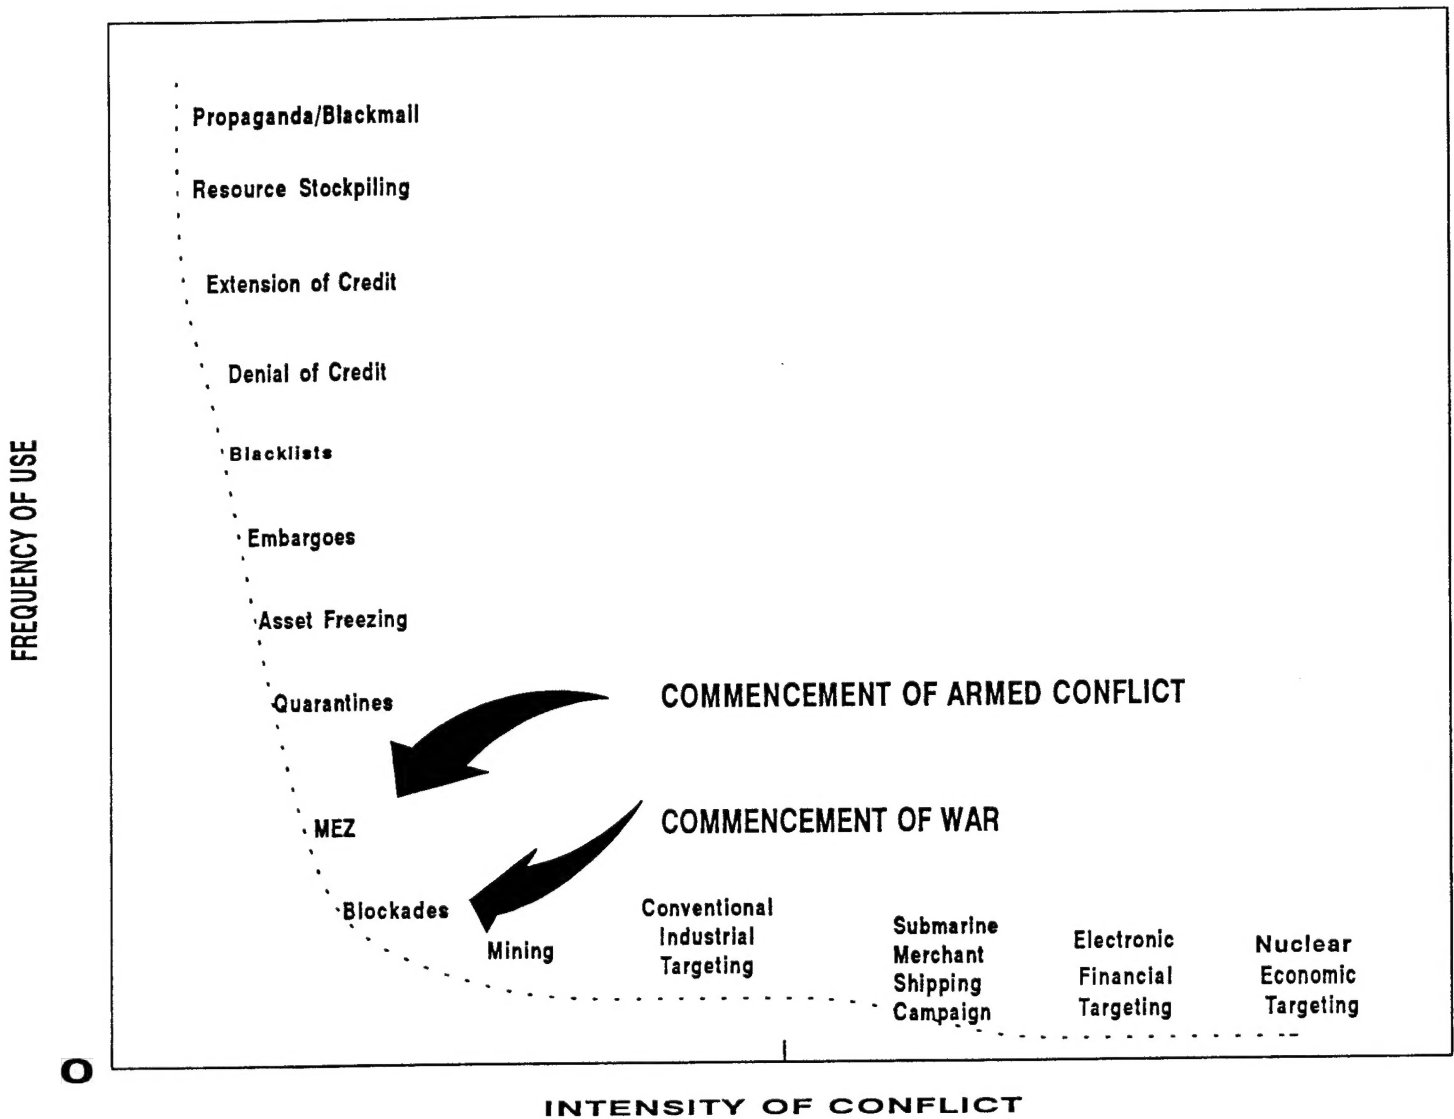 Propaganda/Blackmail
Resource Stockpiling
Extension of Credit
Denial of Credit
Blacklists
Embargoes
Asset Freezing
Quarantines
COMMENCEMENT OF ARMED CONFLICT
MEZ
COMMENCEMENT OF WAR
Blockades
Mining
Conventional
Industrial
Targeting
Submarine
Merchant
Shipping
Campaign
Electronic
Financial
Targeting
Nuclear
Economic
Targeting
FREQUENCY OF USE
0
INTENSITY OF CONFLICT